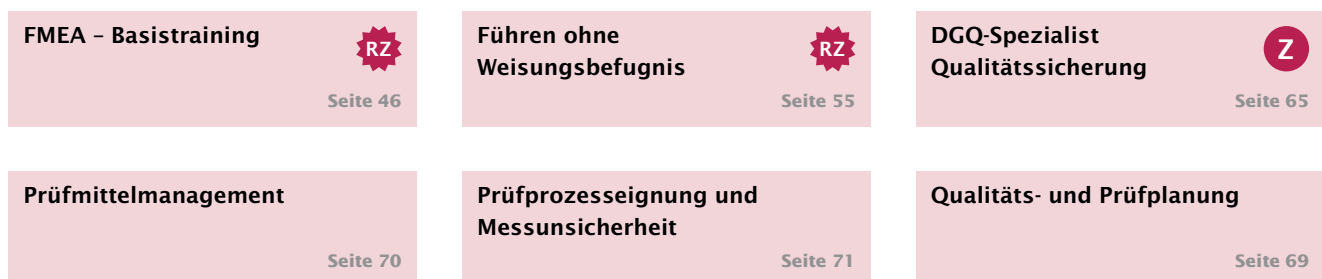 FMEA – Basistraining
RZ
Seite 46
Führen ohne
Weisungsbefugnis
RZ
Seite 55
DGQ-Spezialist
Qualitätssicherung
Z
Seite 65
Prüfmittelmanagement
Seite 70
Prüfprozesseignung und
Messunsicherheit
Seite 71
Qualitäts- und Prüfplanung
Seite 69